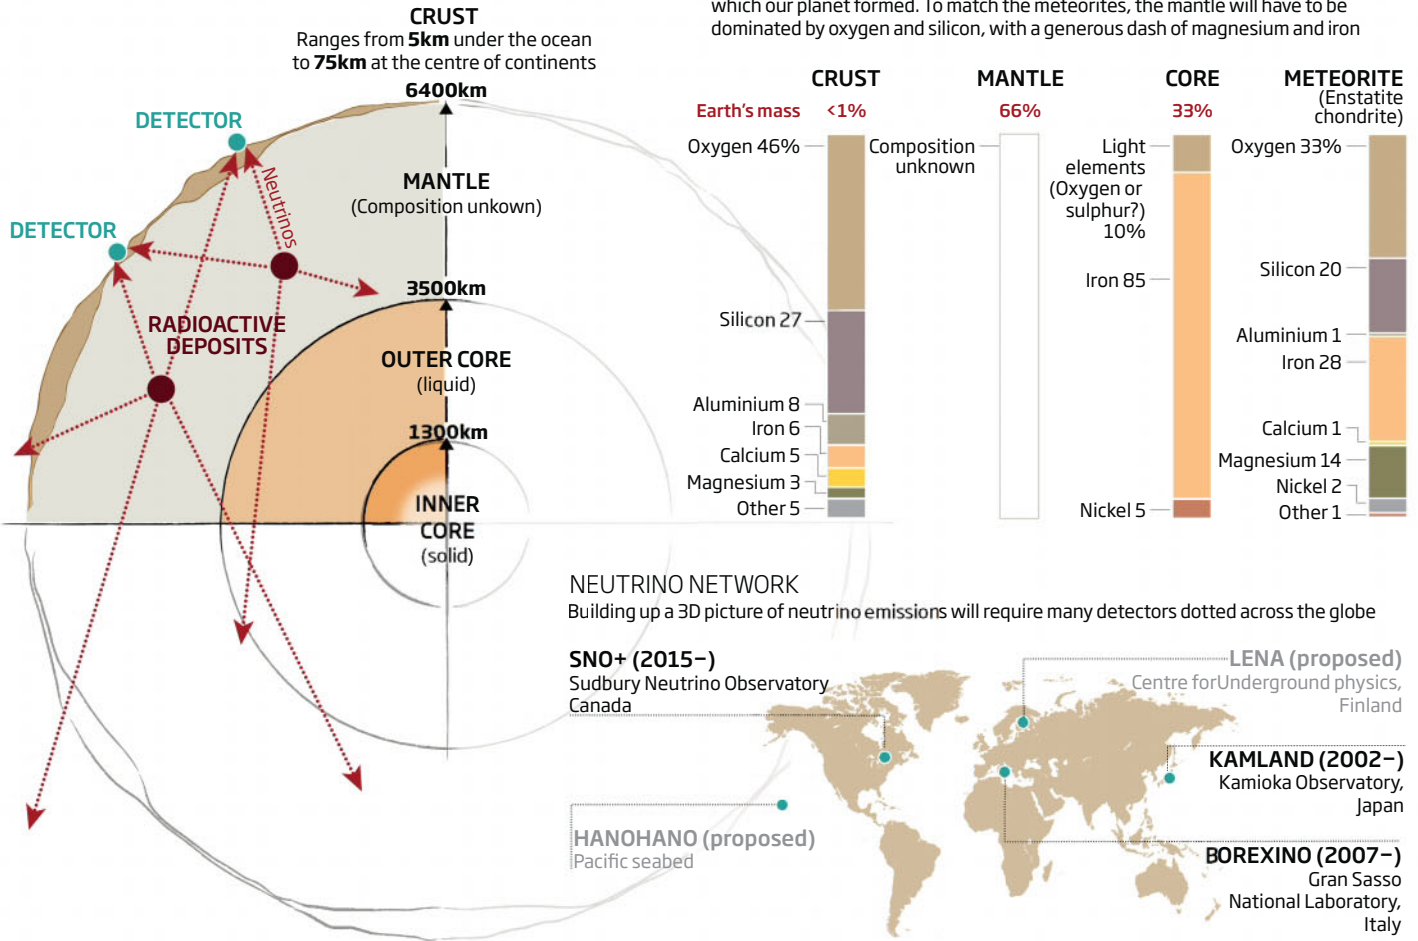 which our planet formed. To match the meteorites, the mantle will have to be
dominated by oxygen and silicon, with a generous dash of magnesium and iron
CRUST
Ranges from 5km under the ocean
to 75km at the centre of continents
6400km
DETECTOR
Neutrinos
MANTLE
(Composition unkown)
DETECTOR
3500km
RADIOACTIVE
DEPOSITS
OUTER CORE
(liquid)
1300km
INNER
CORE
(solid)
CRUST
MANTLE
CORE
METEORITE
(Enstatite
chondrite)
Earth's mass
<1%
66%
33%
Oxygen 46%
Silicon 27
Aluminium 8
Iron 6
Calcium 5
Magnesium 3
Other 5
Composition
unknown
Light
elements
(Oxygen or
sulphur?)
10%
Iron 85
Nickel 5
Oxygen 33%
Silicon 20
Aluminium 1
Iron 28
Calcium 1
Magnesium 14
Nickel 2
Other 1
NEUTRINO NETWORK
Building up a 3D picture of neutrino emissions will require many detectors dotted across the globe
SNO+ (2015–)
Sudbury Neutrino Observatory
Canada
LENA (proposed)
Centre forUnderground physics,
Finland
KAMLAND (2002–)
Kamioka Observatory,
Japan
HANOHANO (proposed)
Pacific seabed
BOREXINO (2007–)
Gran Sasso
National Laboratory,
Italy